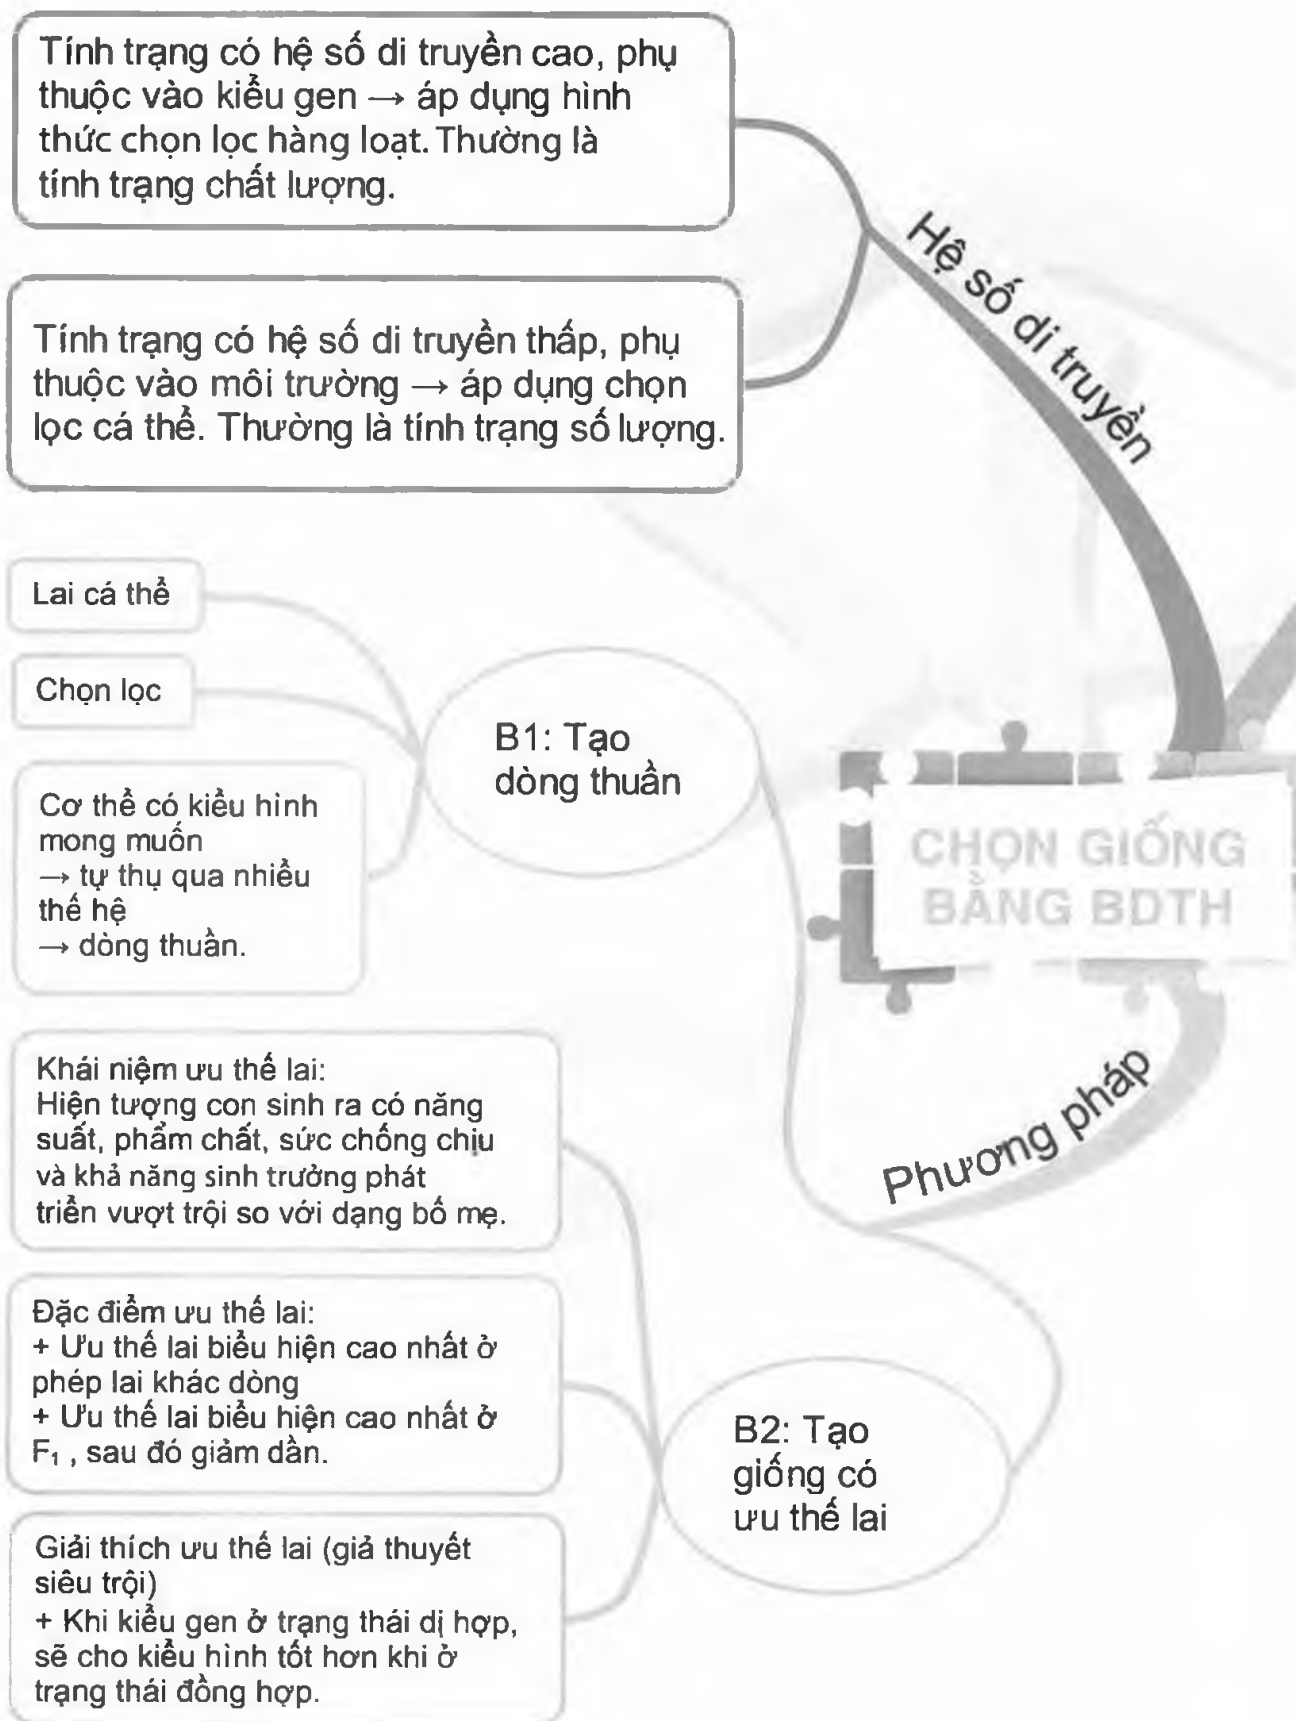 Tính trạng có hệ số di truyền cao, phụ
thuộc vào kiểu gen → áp dụng hình
thức chọn lọc hàng loạt. Thường là
tính trạng chất lượng.
Hệ số di truyền
Tính trạng có hệ số di truyền thấp, phụ
thuộc vào môi trường → áp dụng chọn
lọc cá thể. Thường là tính trạng số lượng.
Lai cá thể
Chọn lọc
B1: Tạo
dòng thuần
Cơ thể có kiểu hình
mong muốn
→ tự thụ qua nhiều
thế hệ
→ dòng thuần.
CHỌN GIỐNG
BẰNG BDTH
Phương pháp
Khái niệm ưu thế lai:
Hiện tượng con sinh ra có năng
suất, phẩm chất, sức chống chịu
và khả năng sinh trưởng phát
triển vượt trội so với dạng bố mẹ.
Đặc điểm ưu thế lai:
+ Ưu thế lai biểu hiện cao nhất ở
phép lai khác dòng
+ Ưu thế lai biểu hiện cao nhất ở
F₁ , sau đó giảm dần.
B2: Tạo
giống có
ưu thế lai
Giải thích ưu thế lai (giả thuyết
siêu trội)
+ Khi kiểu gen ở trạng thái dị hợp,
sẽ cho kiểu hình tốt hơn khi ở
trạng thái đồng hợp.